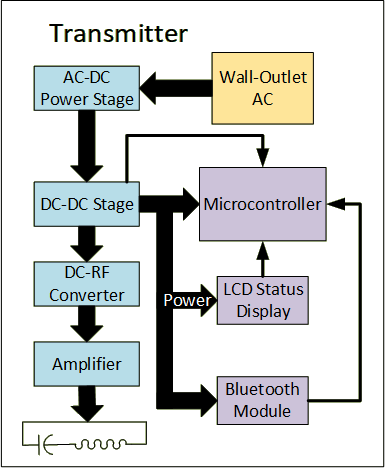 Transmitter
AC-DC
Power Stage
Wall-Outlet
AC
DC-DC Stage
Microcontroller
DC-RF
Converter
Power
LCD Status
Display
Amplifier
Bluetooth
Module